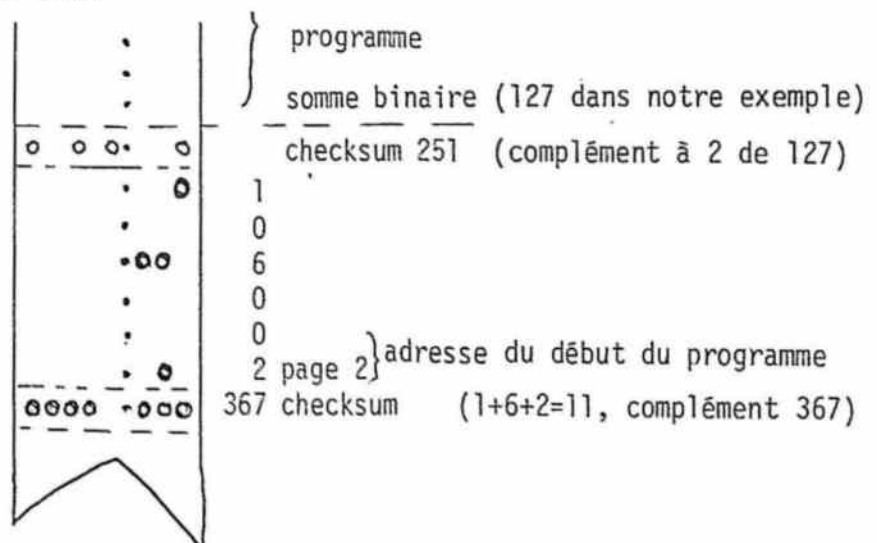 programme
somme binaire (127 dans notre exemple)
checksum 251 (complément à 2 de 127)
1
0
6
0
0
2 page 2} adresse du début du programme
367 checksum (1+6+2=11, complément 367)